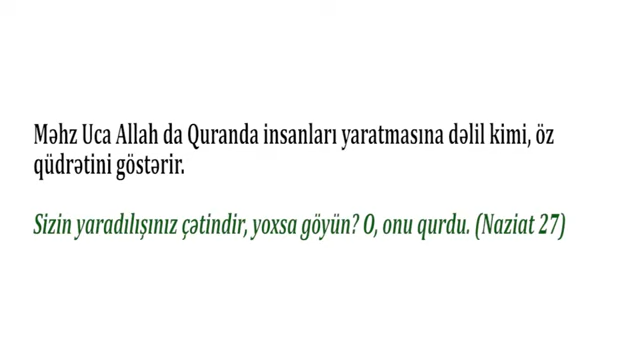 Məhz Uca Allah da Quranda insanları yaratmasına dəlil kimi, öz
qüdrətini göstərir.
Sizin yaradılışınız çətindir, yoxsa göyün? O, onu qurdu. (Naziat 27)